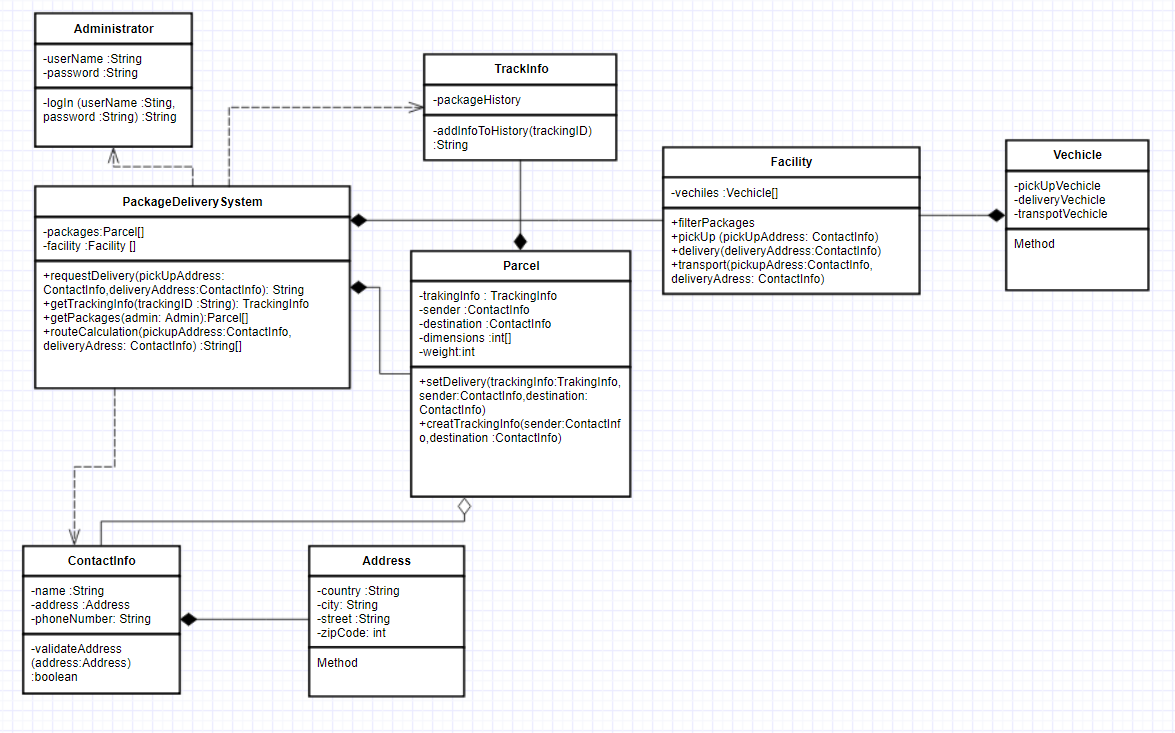 Administrator
-userName :String
-password :String
-logIn (userName :Sting,
password :String) :String
TrackInfo
-packageHistory
-addInfoToHistory(trackingID)
:String
Facility
-vechiles :Vechicle[]
+filterPackages
+pickUp (pickUpAddress: ContactInfo)
+delivery(deliveryAddress:ContactInfo)
+transport(pickupAdress:ContactInfo,
deliveryAdress: ContactInfo)
Vechicle
-pickUpVechicle
-deliveryVechicle
-transpotVechicle
Method
PackageDeliverySystem
-packages:Parcel[]
-facility :Facility []
+requestDelivery(pickUpAddress:
ContactInfo,deliveryAddress:ContactInfo): String
+getTrackingInfo(trackingID :String): TrackingInfo
+getPackages(admin: Admin):Parcel[]
+routeCalculation(pickupAddress:ContactInfo,
deliveryAdress: ContactInfo) :String[]
Parcel
-trakingInfo : TrackingInfo
-sender :ContactInfo
-destination :ContactInfo
-dimensions :int[]
-weight:int
+setDelivery(trackingInfo:TrakingInfo,
sender:ContactInfo,destination:
ContactInfo)
+creatTrackingInfo(sender:ContactInf
o,destination :ContactInfo)
ContactInfo
-name :String
-address :Address
-phoneNumber: String
-validateAddress
(address:Address)
:boolean
Address
-country :String
-city: String
-street :String
-zipCode: int
Method